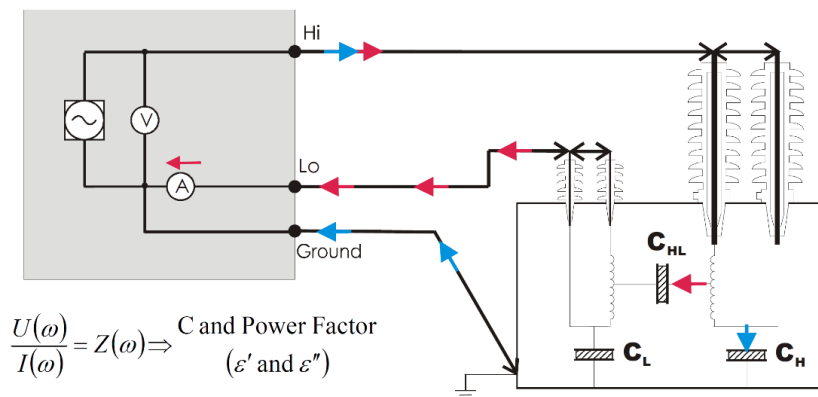 Hi
V
Lo
A
Ground
C_HL
C_L
C_H
U(ω)/I(ω) = Z(ω) ⇒ C and Power Factor
(ε′ and ε″)